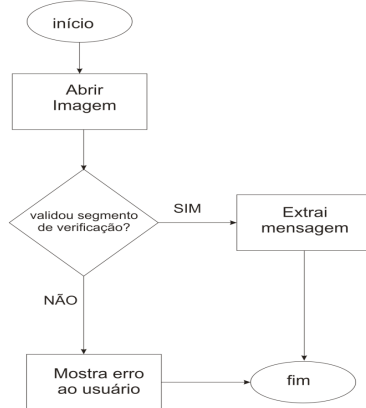 início
Abrir
Imagem
validou segmento
de verificação?
SIM
Extrai
mensagem
NÃO
Mostra erro
ao usuário
fim